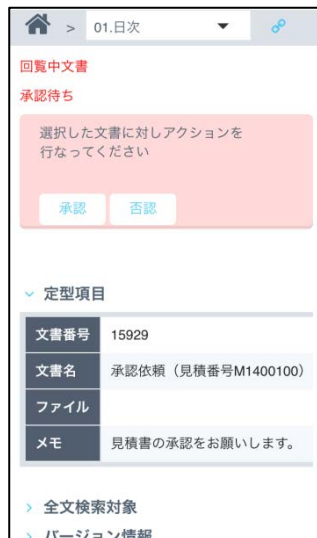 > 01.日次
回覧中文書
承認待ち
選択した文書に対しアクションを
行なってください
承認 否認
定型項目
文書番号 15929
文書名 承認依頼（見積番号M1400100）
ファイル
メモ 見積書の承認をお願いします。
> 全文検索対象
> バージョン情報